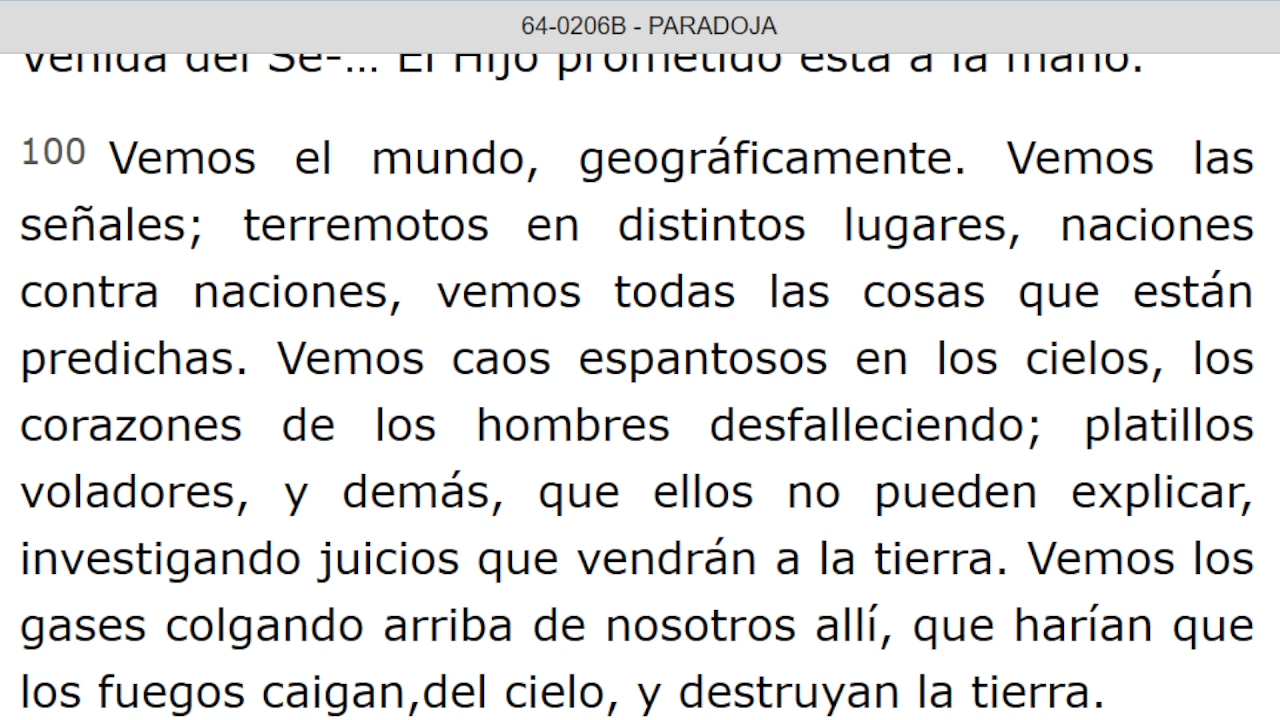 64-0206B - PARADOJA
venida del Se-... El Hijo prometido está a la mano.
100 Vemos el mundo, geográficamente. Vemos las
señales; terremotos en distintos lugares, naciones
contra naciones, vemos todas las cosas que están
predichas. Vemos caos espantosos en los cielos, los
corazones de los hombres desfalleciendo; platillos
voladores, y demás, que ellos no pueden explicar,
investigando juicios que vendrán a la tierra. Vemos los
gases colgando arriba de nosotros allí, que harían que
los fuegos caigan,del cielo, y destruyan la tierra.